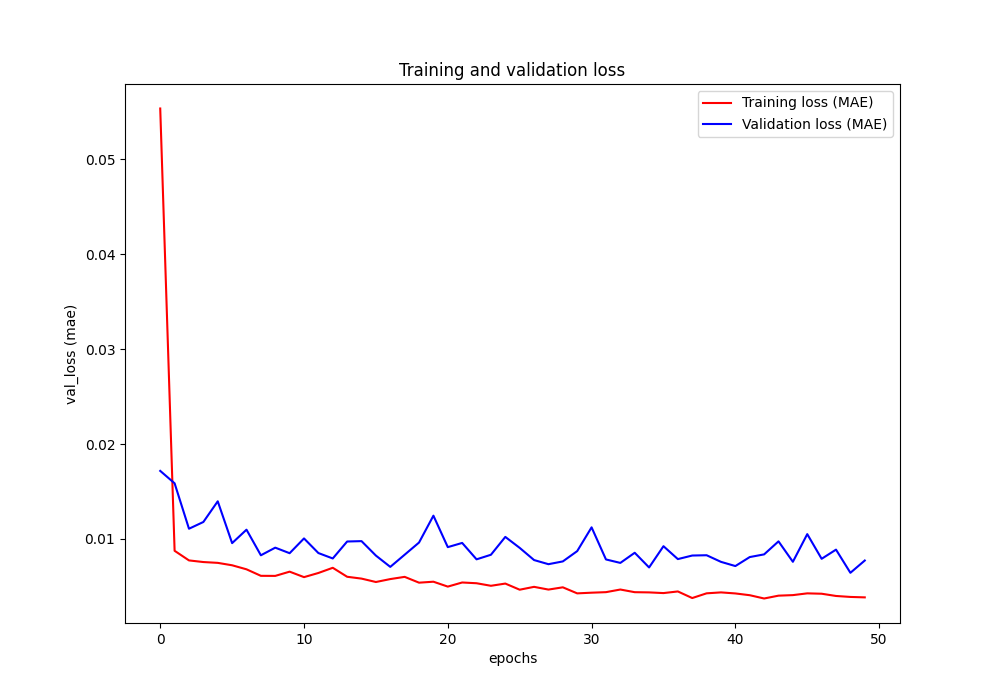 Training and validation loss
Training loss (MAE)
Validation loss (MAE)
0.05
0.04
0.03
0.02
0.01
val_loss (mae)
0 10 20 30 40 50
epochs